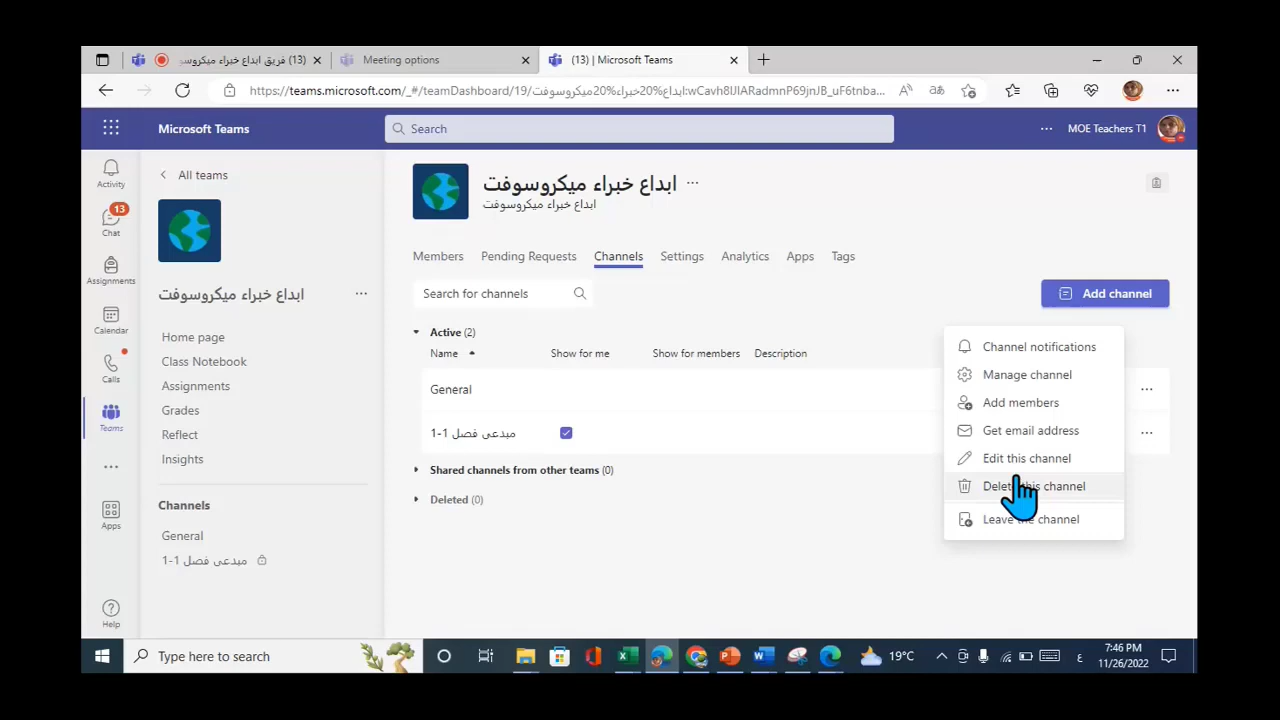 (13) فريق ابداع خبراء ميكروسوف
Meeting options
(13) | Microsoft Teams
https://teams.microsoft.com/_#/teamDashboard/19/ابداع%20خبراء%20ميكروسوفت:wCavh8IJIARadmnP69jnJB_uF6tnba...
Microsoft Teams
Search
MOE Teachers T1
Activity
13
Chat
Assignments
Calendar
Calls
Teams
Apps
Help
All teams
ابداع خبراء ميكروسوفت
Home page
Class Notebook
Assignments
Grades
Reflect
Insights
Channels
General
مبدعى فصل 1-1
ابداع خبراء ميكروسوفت
ابداع خبراء ميكروسوفت
Members Pending Requests Channels Settings Analytics Apps Tags
Search for channels
Add channel
Active (2)
Name Show for me Show for members Description
General
مبدعى فصل 1-1
Shared channels from other teams (0)
Deleted (0)
Channel notifications
Manage channel
Add members
Get email address
Edit this channel
Delete this channel
Leave the channel
Type here to search
19°C
ع
7:46 PM
11/26/2022